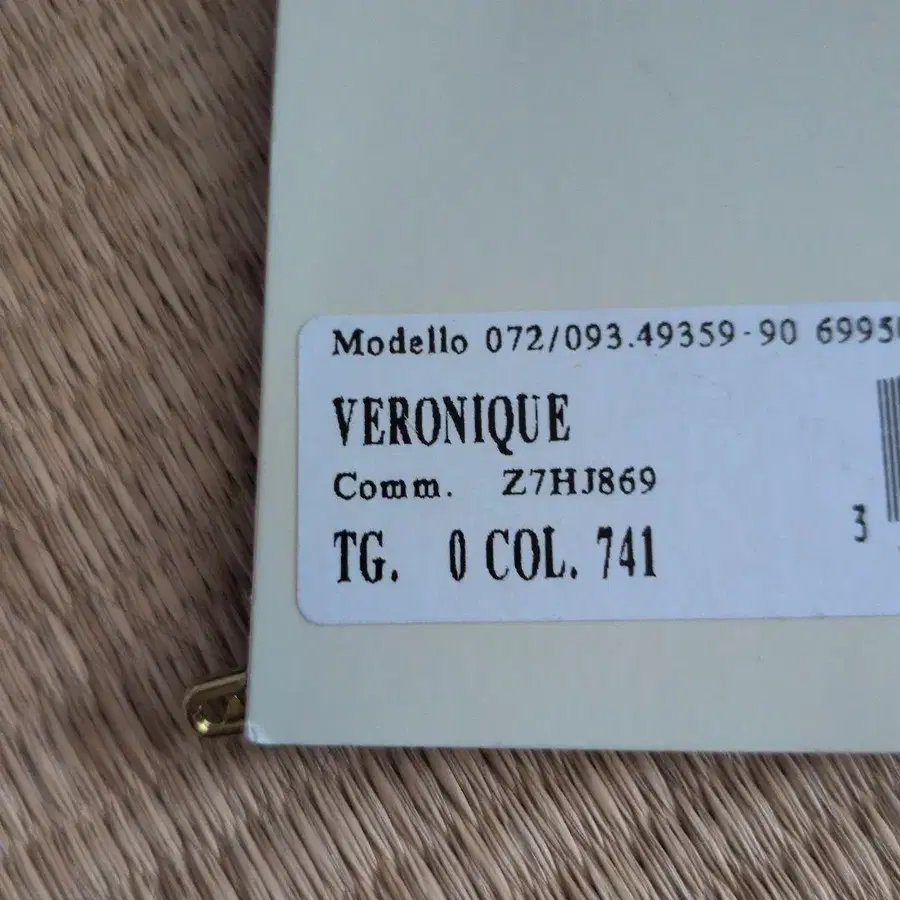 Modello 072/093.49359-90 6995
VERONIQUE
Comm. Z7HJ869
3
TG. 0 COL. 741